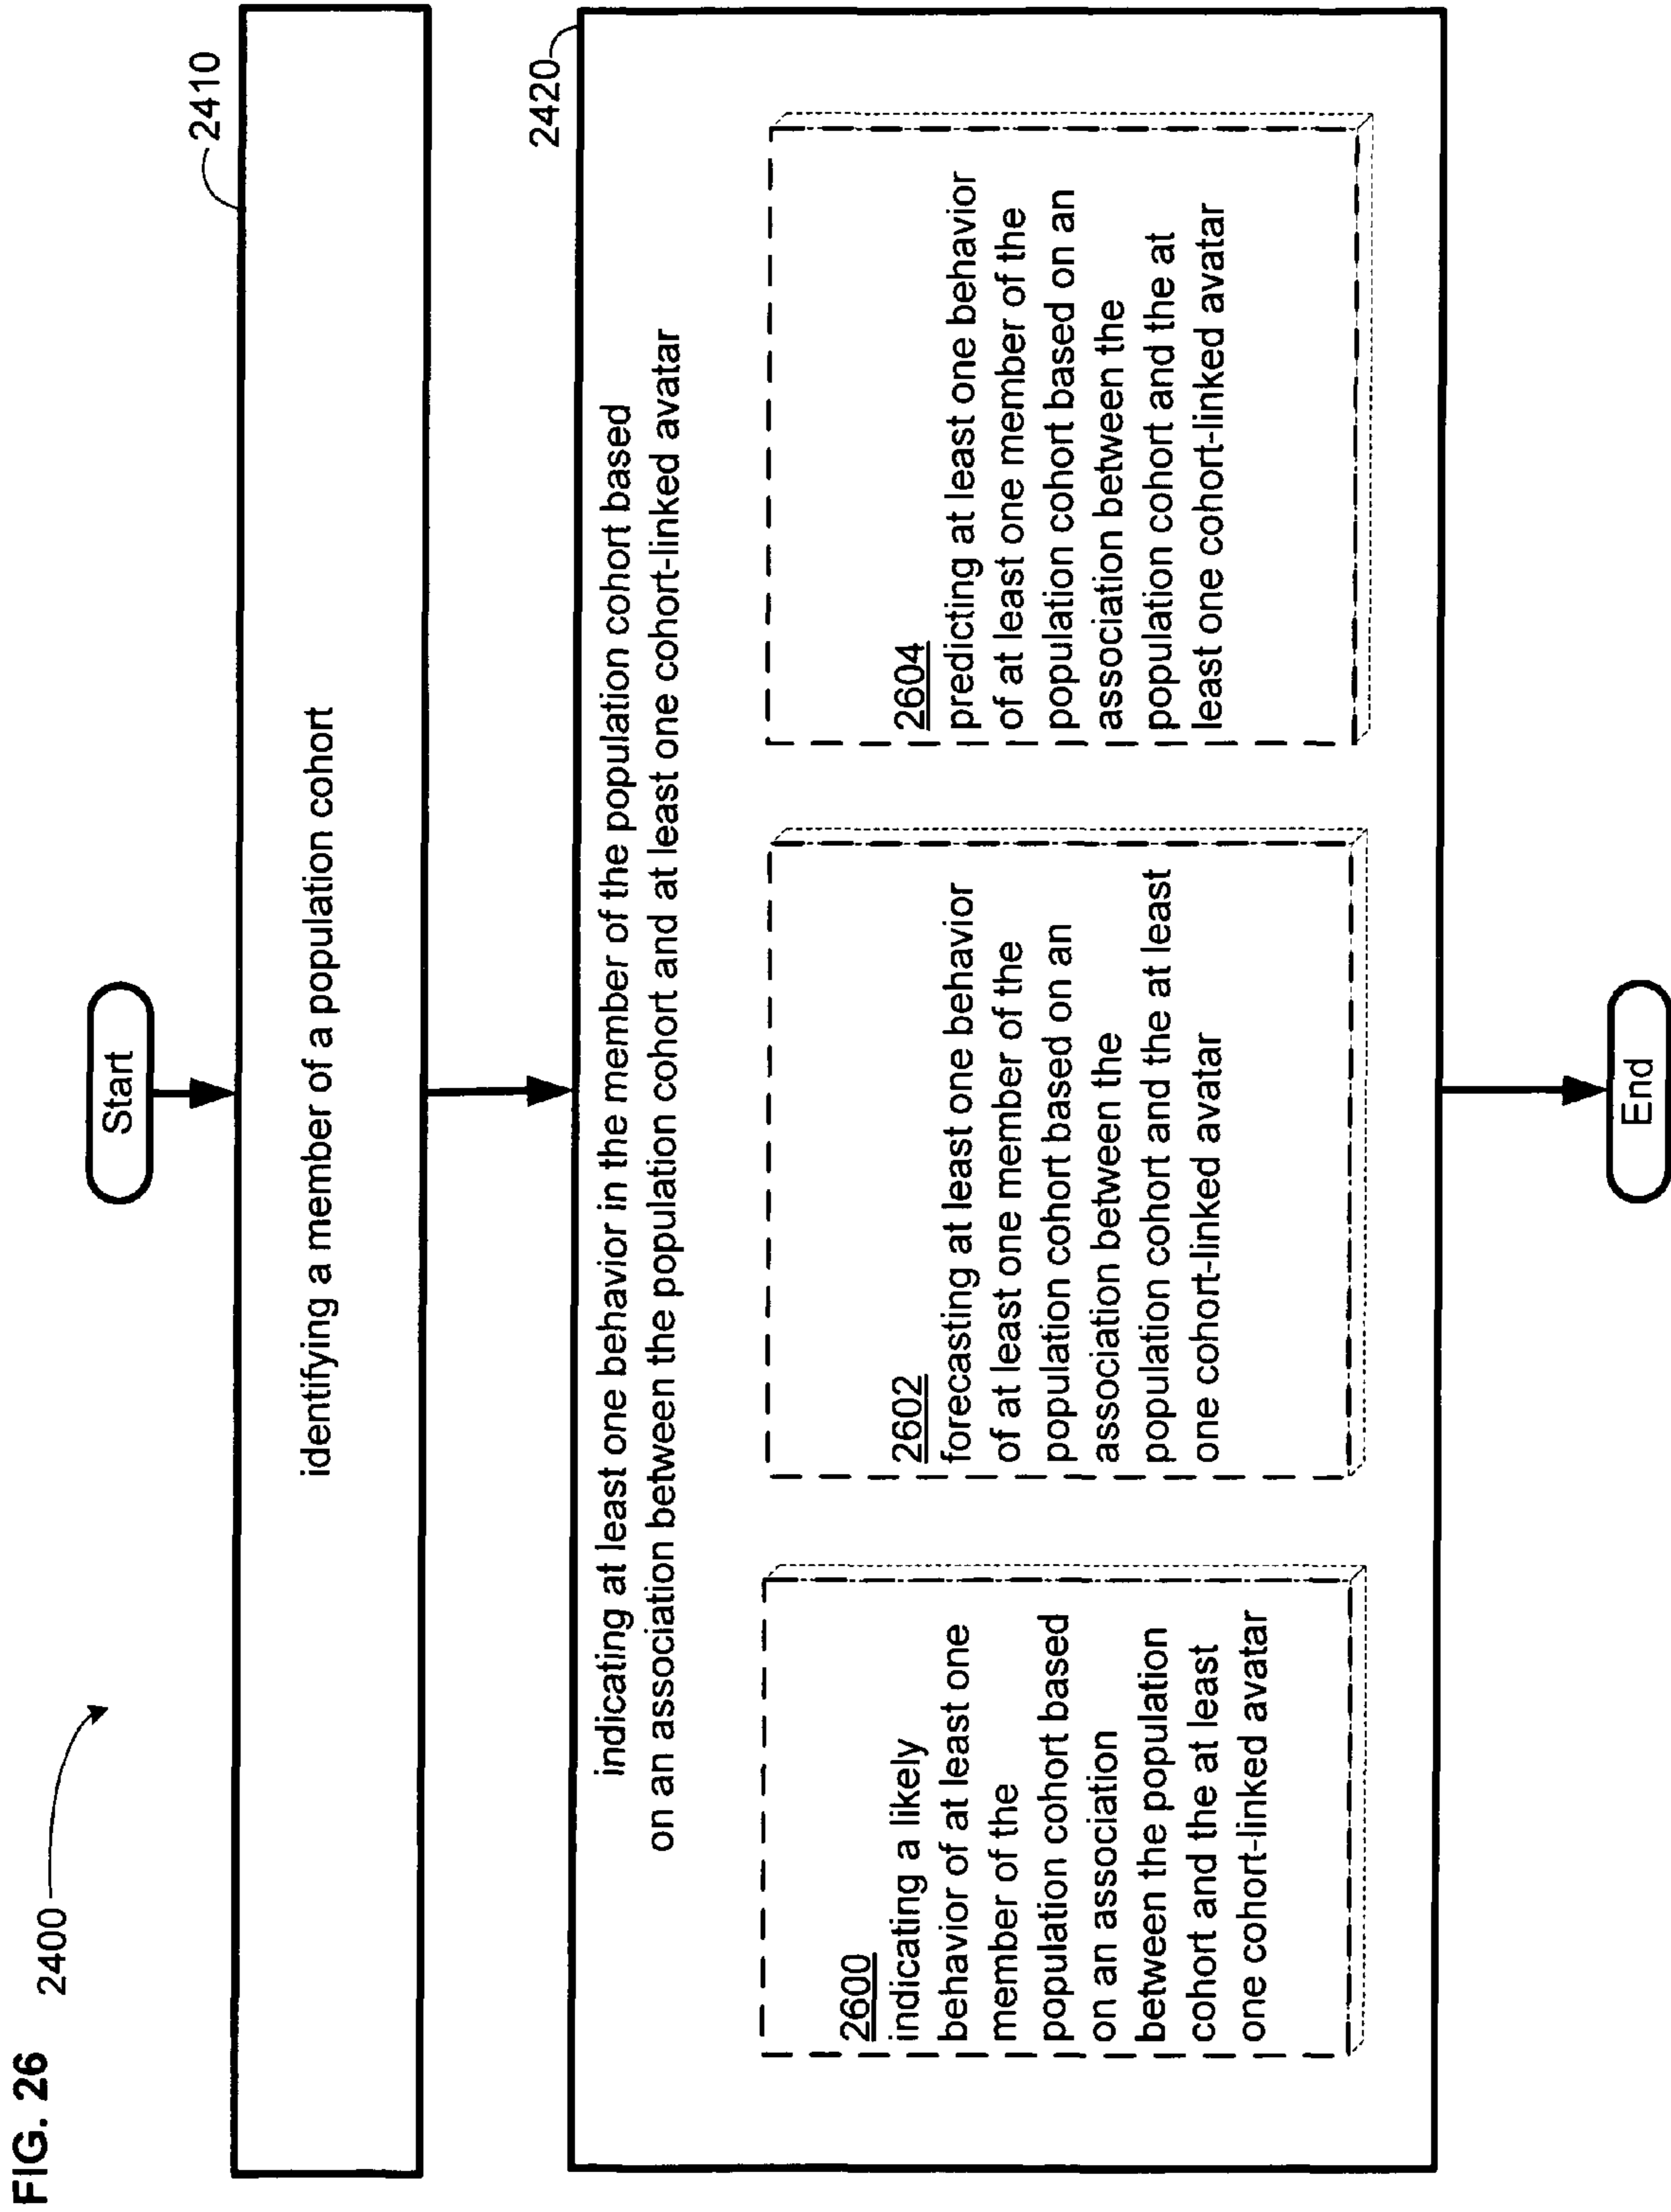 FIG. 26
2400
Start
2410
identifying a member of a population cohort
2420
indicating at least one behavior in the member of the population cohort based
on an association between the population cohort and at least one cohort-linked avatar
2600
indicating a likely
behavior of at least one
member of the
population cohort based
on an association
between the population
cohort and the at least
one cohort-linked avatar
2602
forecasting at least one behavior
of at least one member of the
population cohort based on an
association between the
population cohort and the at least
one cohort-linked avatar
2604
predicting at least one behavior
of at least one member of the
population cohort based on an
association between the
population cohort and the at
least one cohort-linked avatar
End